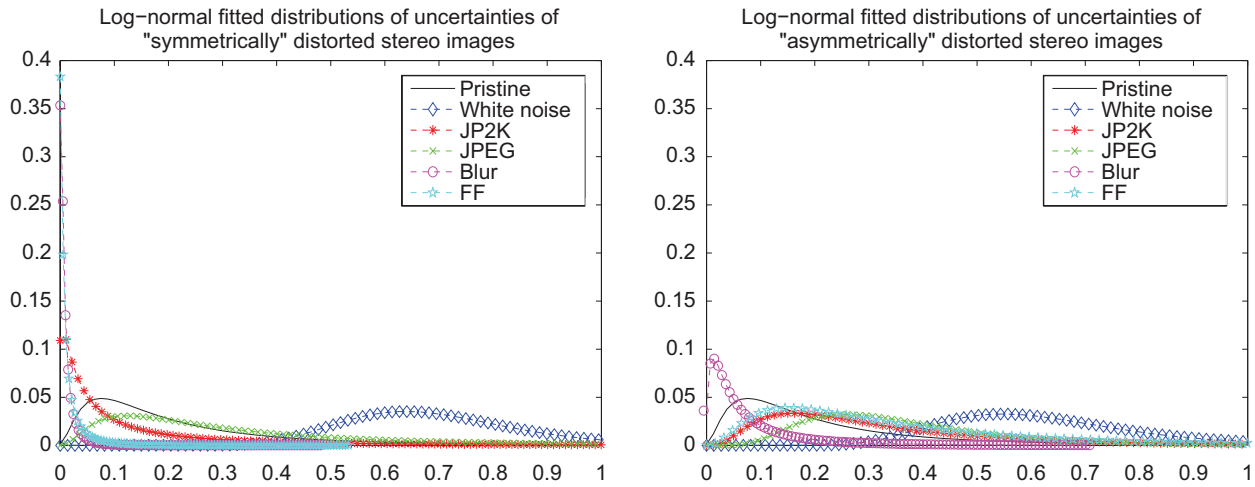 Log−normal fitted distributions of uncertainties of
"symmetrically" distorted stereo images
0.4
0.35
0.3
0.25
0.2
0.15
0.1
0.05
0
0 0.1 0.2 0.3 0.4 0.5 0.6 0.7 0.8 0.9 1
Pristine
White noise
JP2K
JPEG
Blur
FF
Log−normal fitted distributions of uncertainties of
"asymmetrically" distorted stereo images
0.4
0.35
0.3
0.25
0.2
0.15
0.1
0.05
0
0 0.1 0.2 0.3 0.4 0.5 0.6 0.7 0.8 0.9 1
Pristine
White noise
JP2K
JPEG
Blur
FF